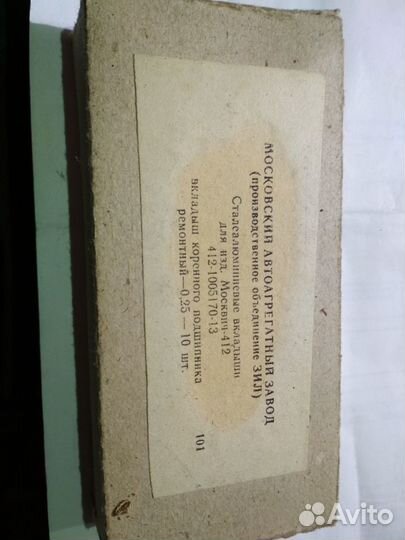 МОСКОВСКИЙ АВТОАГРЕГАТНЫЙ ЗАВОД
(производственное объединение ЗИЛ)
Сталеалюминиевые вкладыши
для изд. Москвич-412
412-1005170-13
вкладыш коренного подшипника
ремонтный—0,25 — 10 шт.
101
Avito